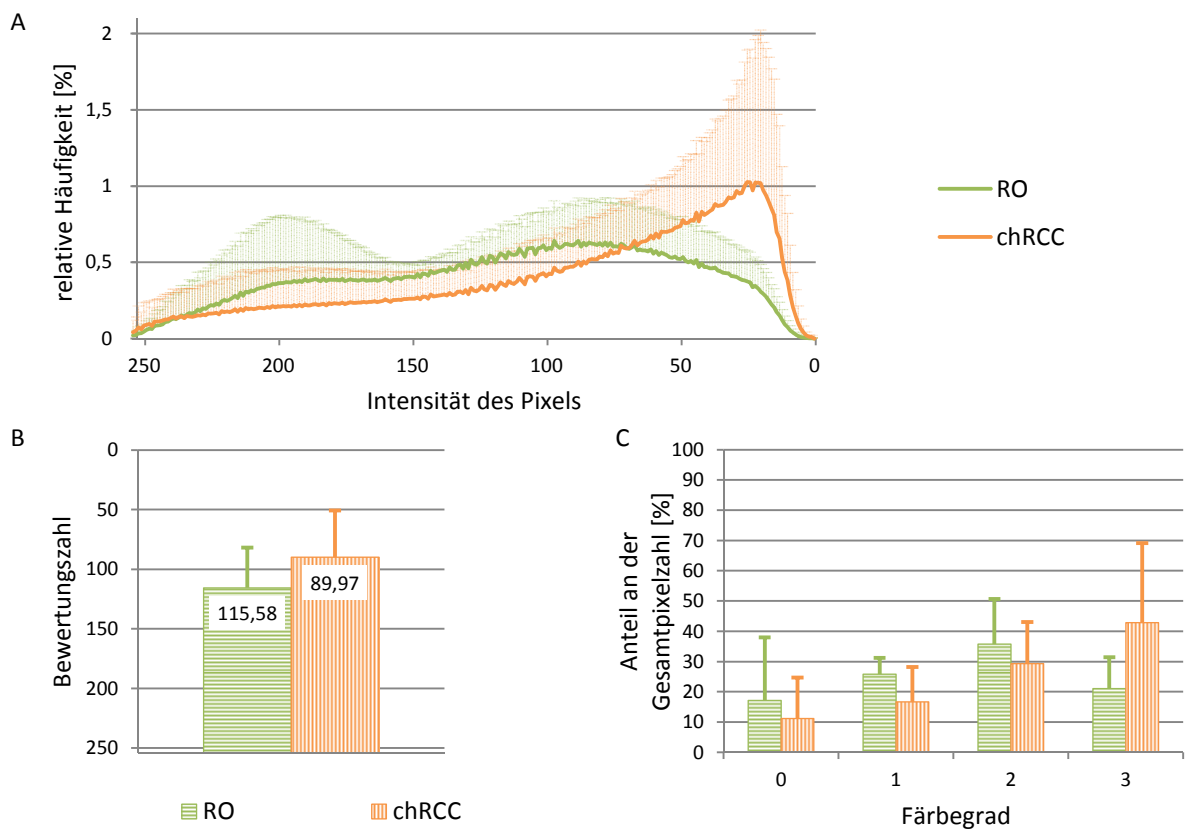 A
relative Häufigkeit [%]
2
1,5
1
0,5
0
250
200
150
100
50
0
Intensität des Pixels
RO
chRCC
B
Bewertungszahl
0
50
100
150
200
250
115,58
89,97
RO
chRCC
C
Anteil an der
Gesamtpixelzahl [%]
100
90
80
70
60
50
40
30
20
10
0
0
1
2
3
Färbegrad